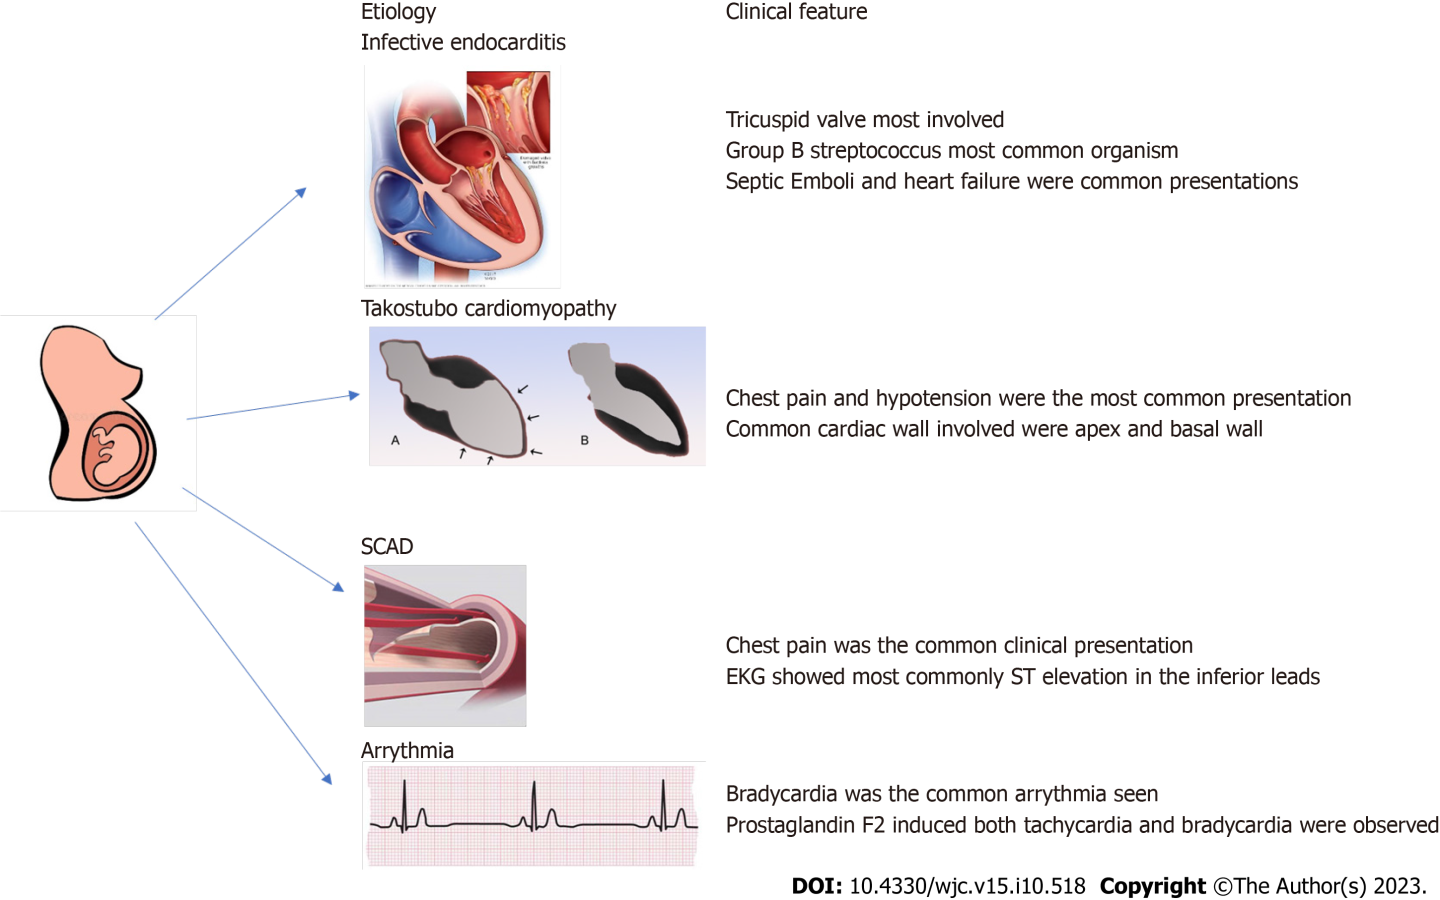 Etiology
Clinical feature
Infective endocarditis
Tricuspid valve most involved
Group B streptococcus most common organism
Septic Emboli and heart failure were common presentations
Takostubo cardiomyopathy
A
B
Chest pain and hypotension were the most common presentation
Common cardiac wall involved were apex and basal wall
SCAD
Chest pain was the common clinical presentation
EKG showed most commonly ST elevation in the inferior leads
Arrythmia
Bradycardia was the common arrythmia seen
Prostaglandin F2 induced both tachycardia and bradycardia were observed
DOI: 10.4330/wjc.v15.i10.518 Copyright ©The Author(s) 2023.